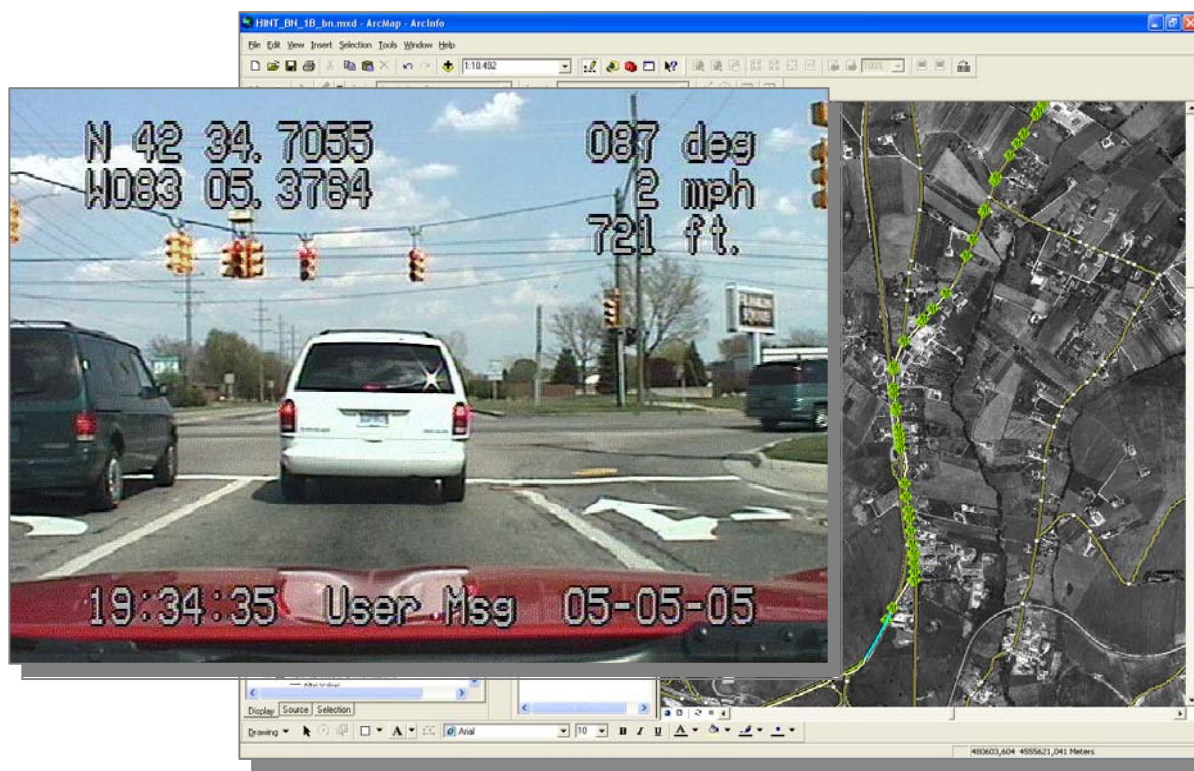 HINT_BN_1B_bn.mxd - ArcMap - ArcInfo
File Edit View Insert Selection Tools Window Help
1:10.492
100%
N 42 34.7055 087 deg
W083 05.3764 2 mph
721 ft.
19:34:35 User Msg 05-05-05
Display Source Selection
Drawing A Arial 10 B I U A
480603,604 4555621,041 Meters